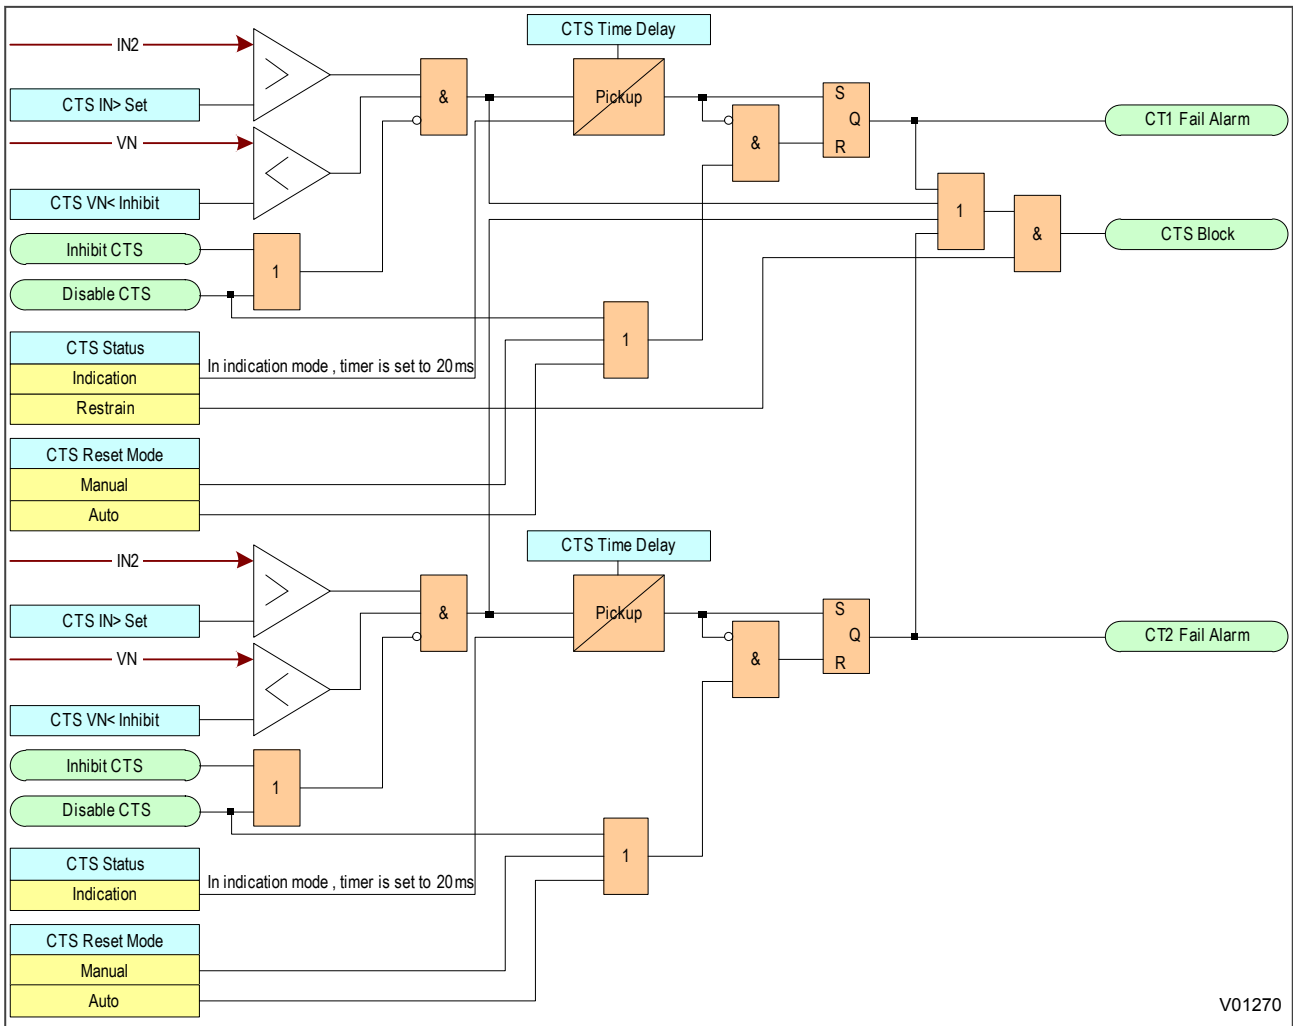 CTS Time Delay
IN2
CTS IN> Set
&
Pickup
S
Q
R
CT1 Fail Alarm
VN
&
CTS VN< Inhibit
1
Inhibit CTS
1
&
CTS Block
Disable CTS
CTS Status
1
In indication mode , timer is set to 20ms
Indication
Restrain
CTS Reset Mode
Manual
Auto
CTS Time Delay
IN2
CTS IN> Set
&
Pickup
S
Q
R
CT2 Fail Alarm
VN
&
CTS VN< Inhibit
Inhibit CTS
1
Disable CTS
CTS Status
1
In indication mode , timer is set to 20ms
Indication
CTS Reset Mode
Manual
Auto
V01270